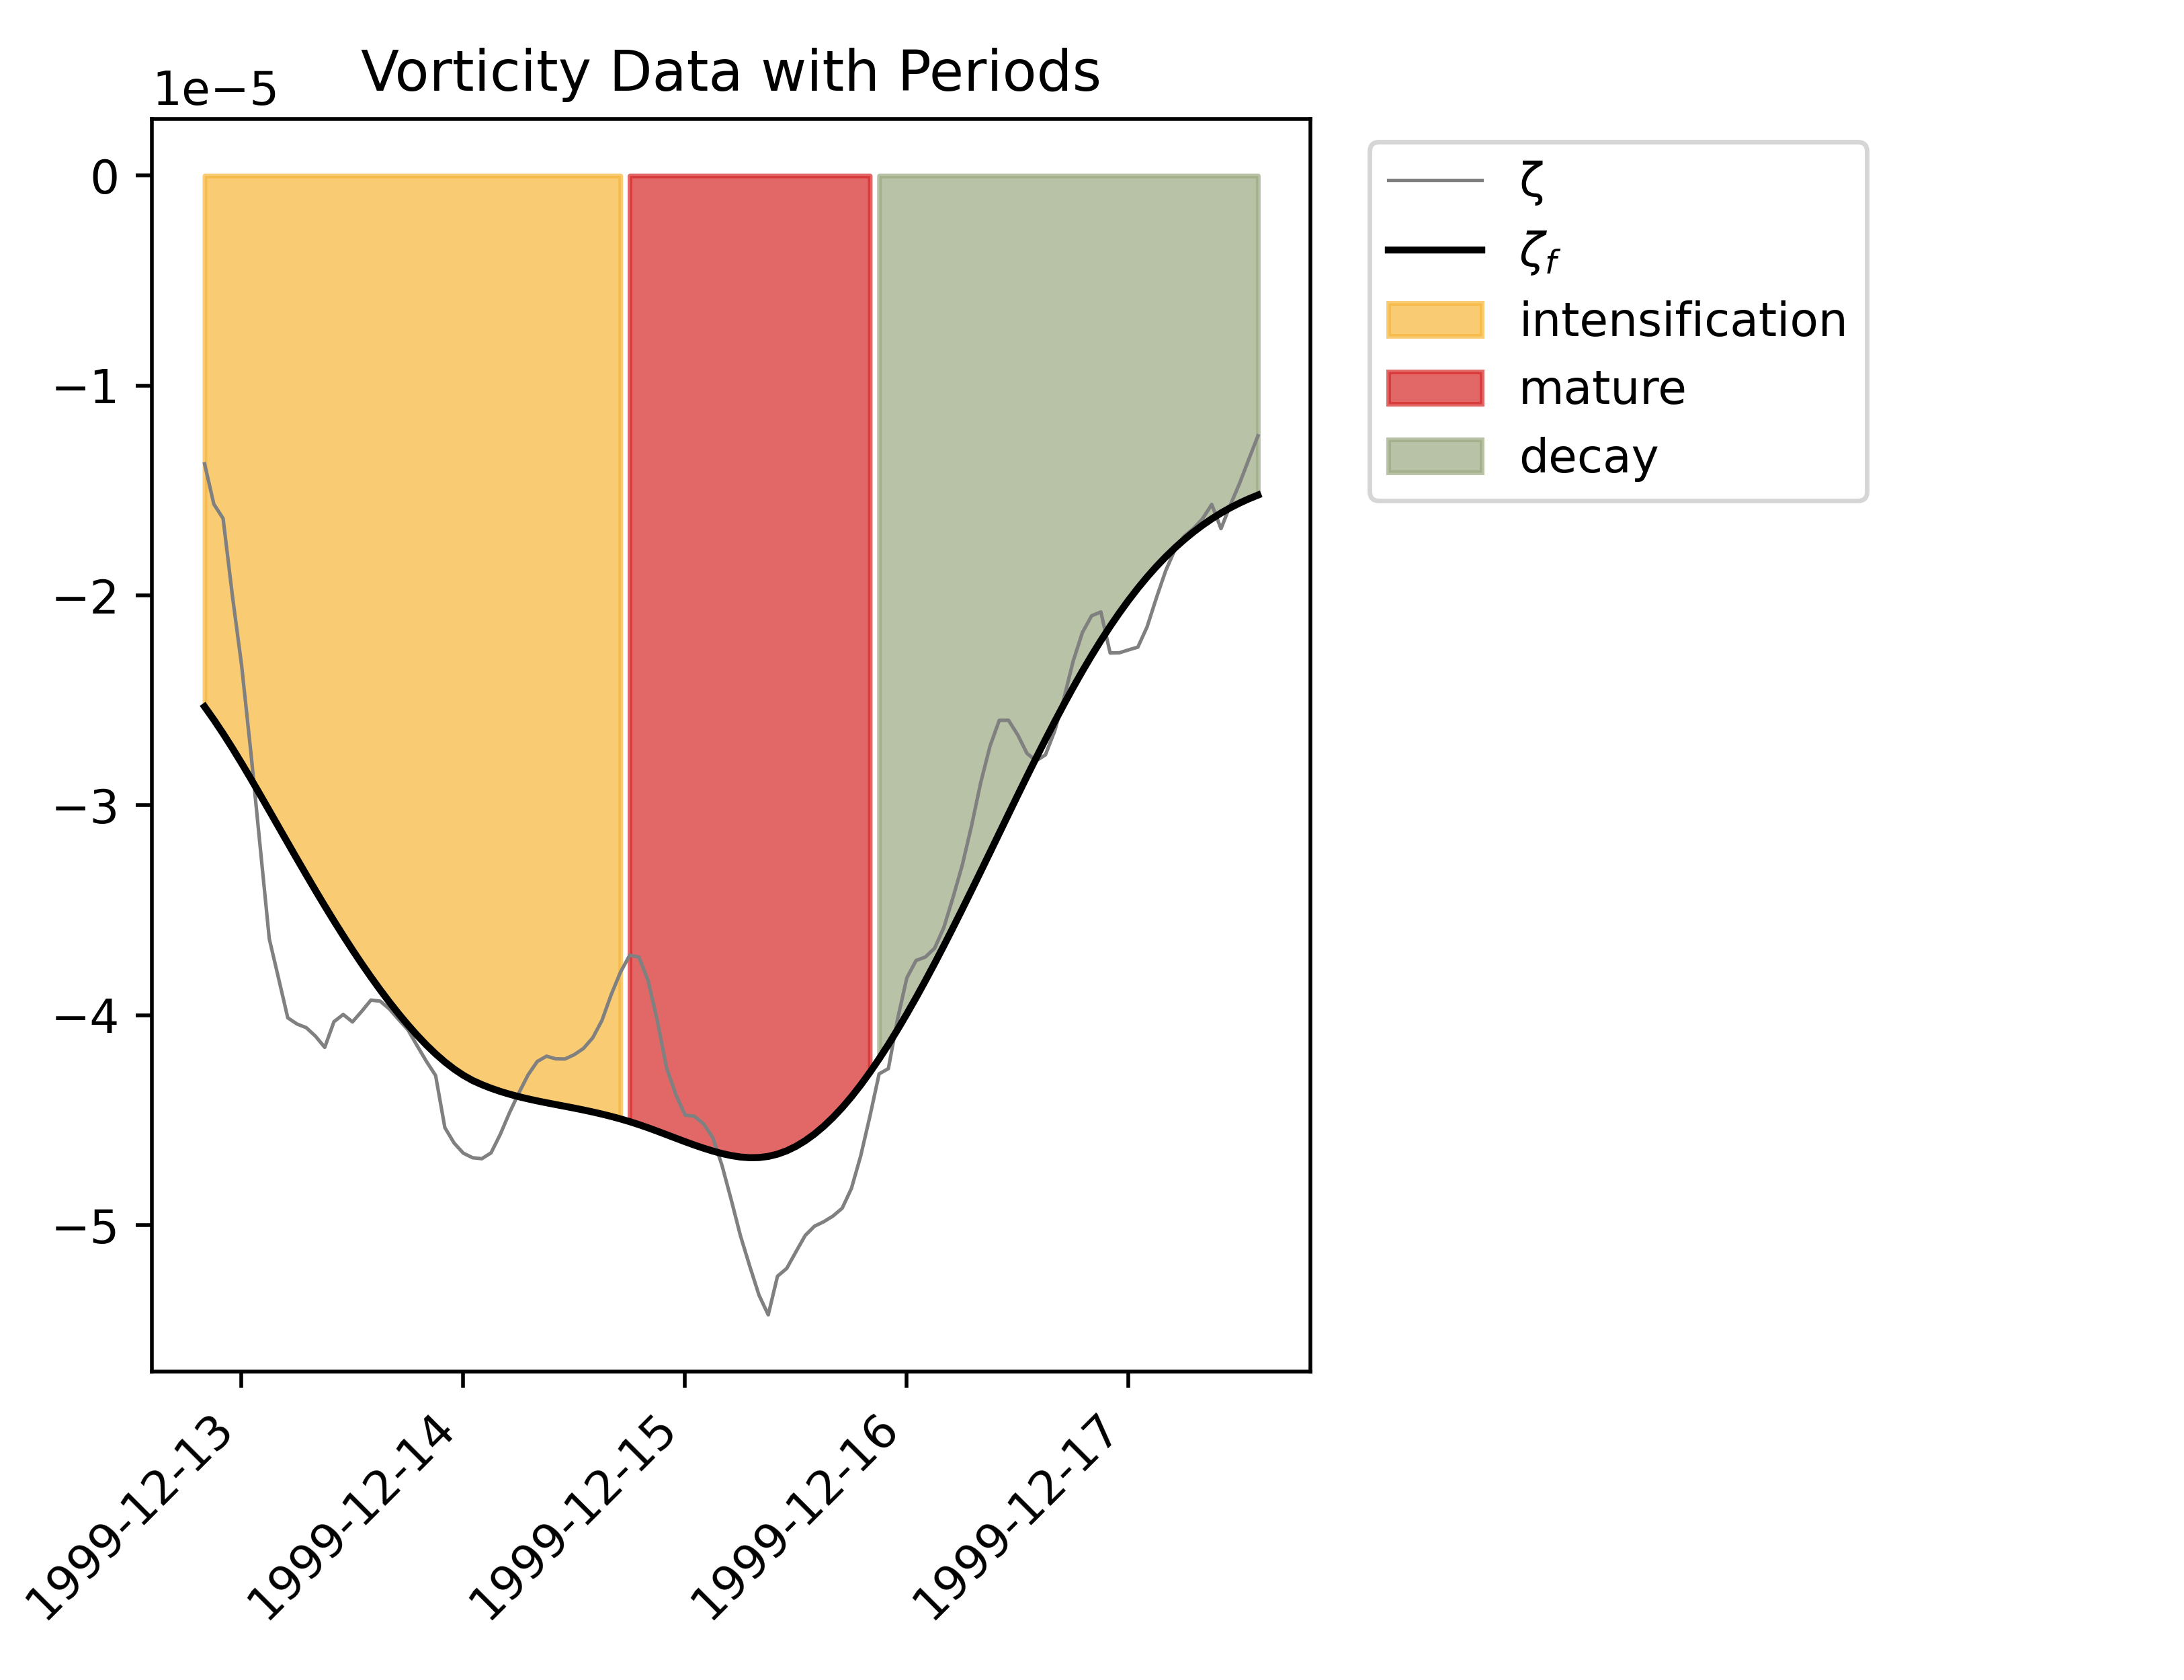 Vorticity Data with Periods
1e−5
0
−1
−2
−3
−4
−5
1999-12-13
1999-12-14
1999-12-15
1999-12-16
1999-12-17
ζ
ζf
intensification
mature
decay